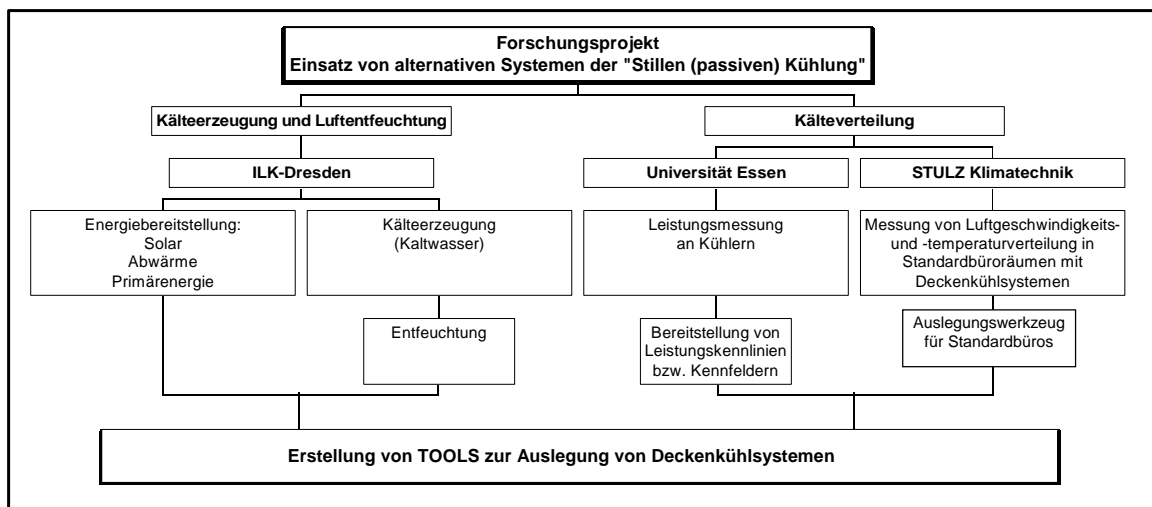 Forschungsprojekt
Einsatz von alternativen Systemen der "Stillen (passiven) Kühlung"
Kälteerzeugung und Luftentfeuchtung
Kälteverteilung
ILK-Dresden
Universität Essen
STULZ Klimatechnik
Energiebereitstellung:
Solar
Abwärme
Primärenergie
Kälteerzeugung
(Kaltwasser)
Leistungsmessung
an Kühlern
Messung von Luftgeschwindigkeits-
und -temperaturverteilung in
Standardbüroräumen mit
Deckenkühlsystemen
Entfeuchtung
Bereitstellung von
Leistungskennlinien
bzw. Kennfeldern
Auslegungswerkzeug
für Standardbüros
Erstellung von TOOLS zur Auslegung von Deckenkühlsystemen